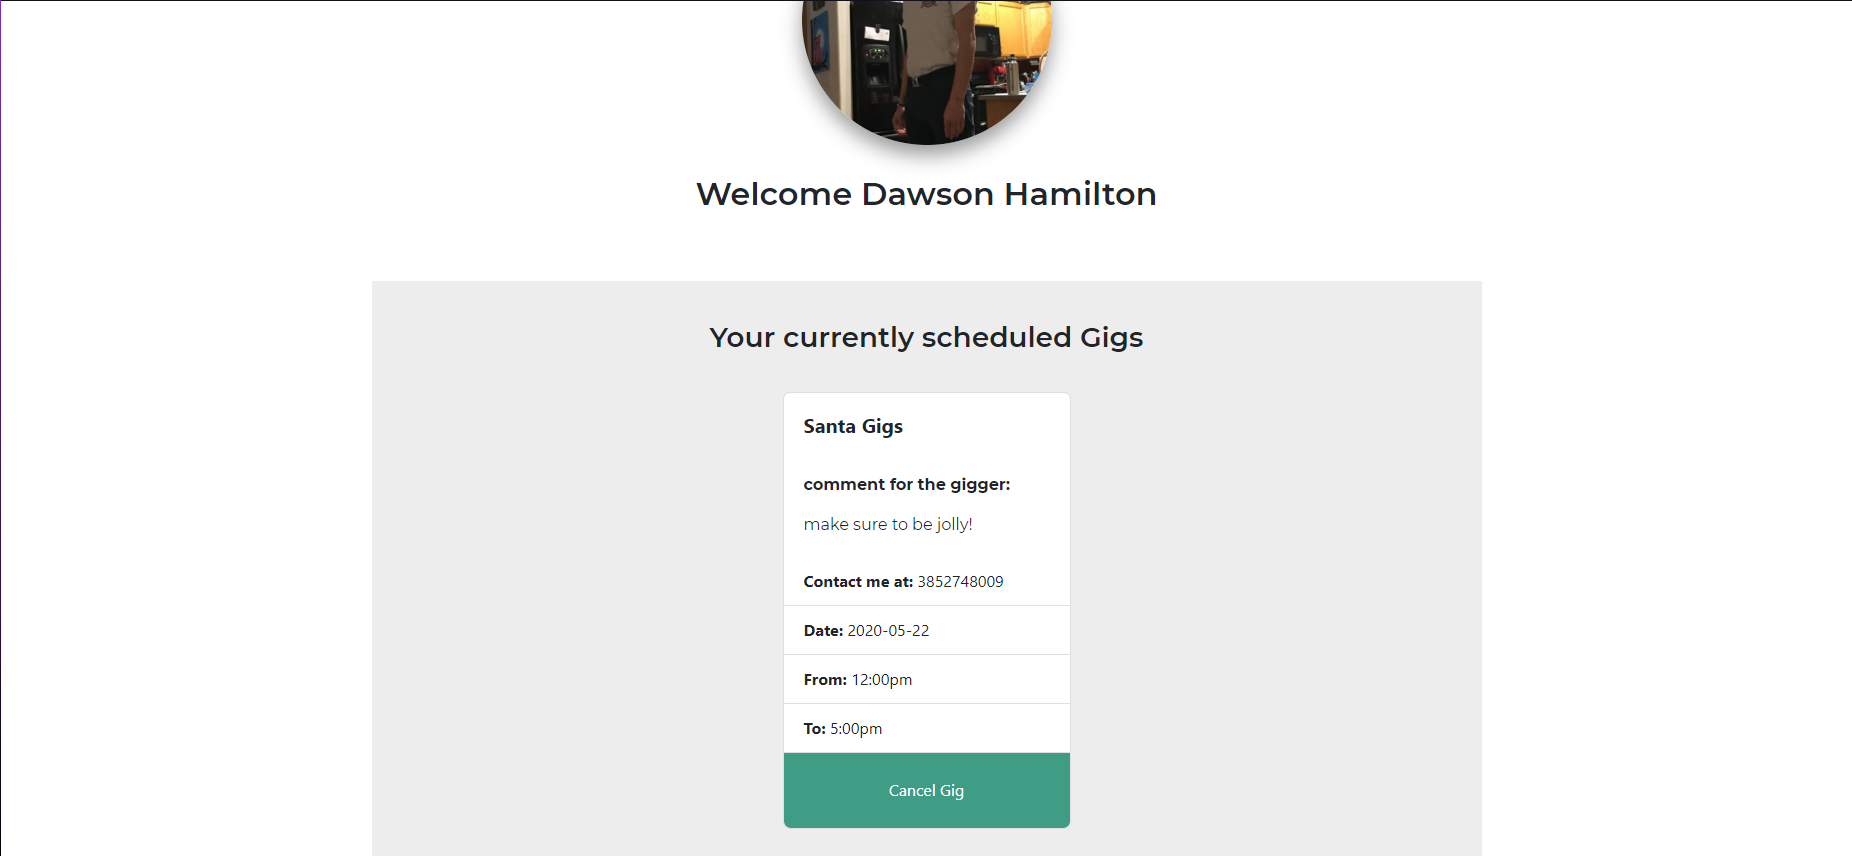 Welcome Dawson Hamilton
Your currently scheduled Gigs
Santa Gigs
comment for the gigger:
make sure to be jolly!
Contact me at: 3852748009
Date: 2020-05-22
From: 12:00pm
To: 5:00pm
Cancel Gig